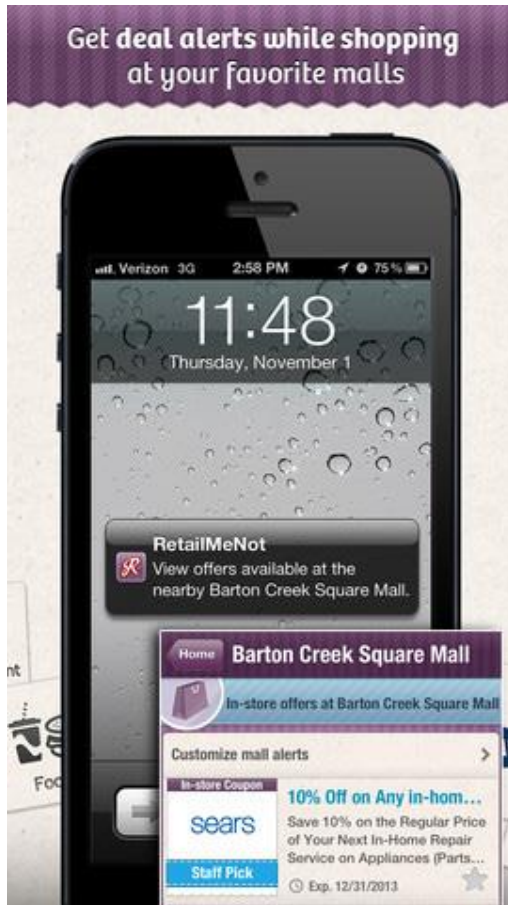 Get deal alerts while shopping
at your favorite malls
Verizon 3G 2:58 PM 75%
11:48
Thursday, November 1
RetailMeNot
View offers available at the
nearby Barton Creek Square Mall.
Home Barton Creek Square Mall
In-store offers at Barton Creek Square Mall
Customize mall alerts
In-store Coupon
sears
Staff Pick
10% Off on Any in-hom...
Save 10% on the Regular Price
of Your Next In-Home Repair
Service on Appliances (Parts...
Exp. 12/31/2013
nt
Foo